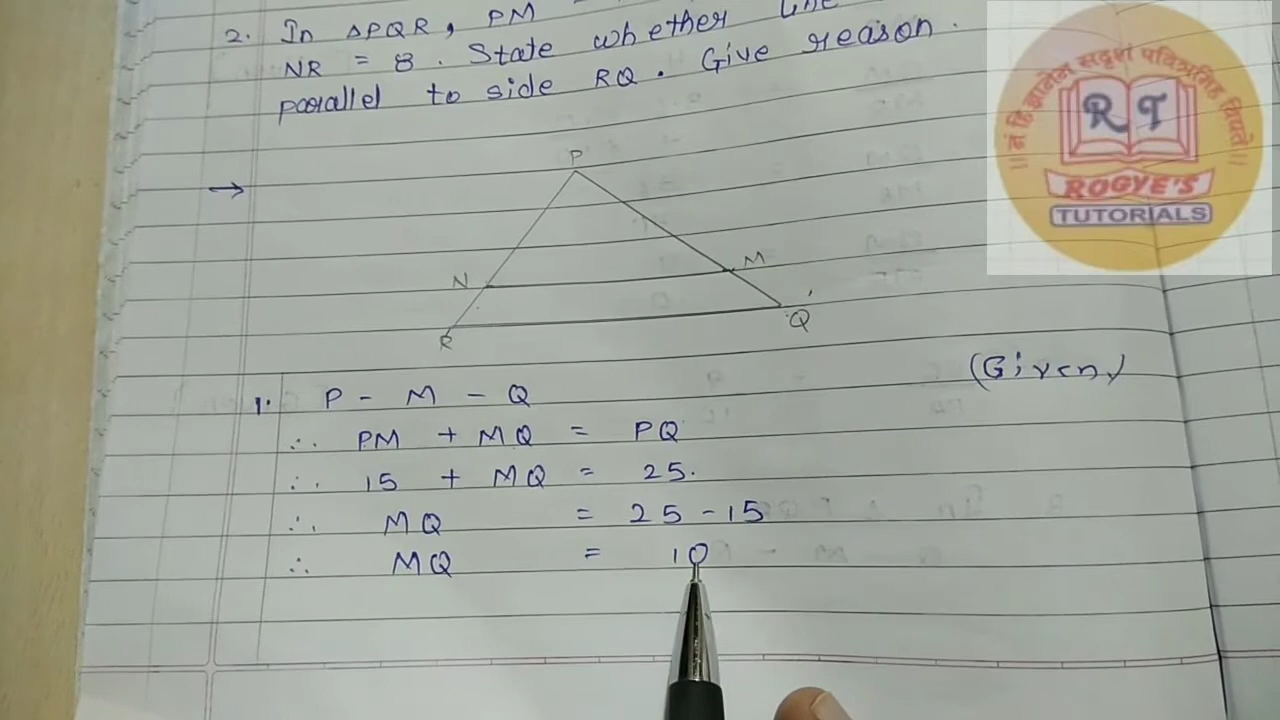 2. In △PQR, PM
NR = 8. State whether line
parallel to side RQ. Give reason.
→
P
N
M
R
Q
(Given)
1. P - M - Q
∴ PM + MQ = PQ
∴ 15 + MQ = 25.
∴ MQ = 25-15
∴ MQ = 10
RT
ROGYE'S
TUTORIALS